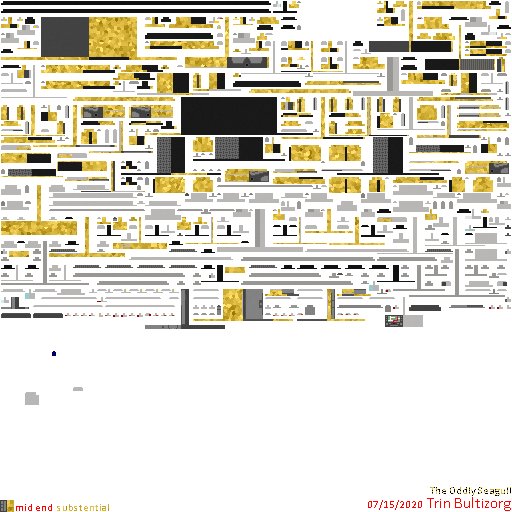 The Oddly Seagull
mid end substential
07/15/2020 Trin Bultizorg